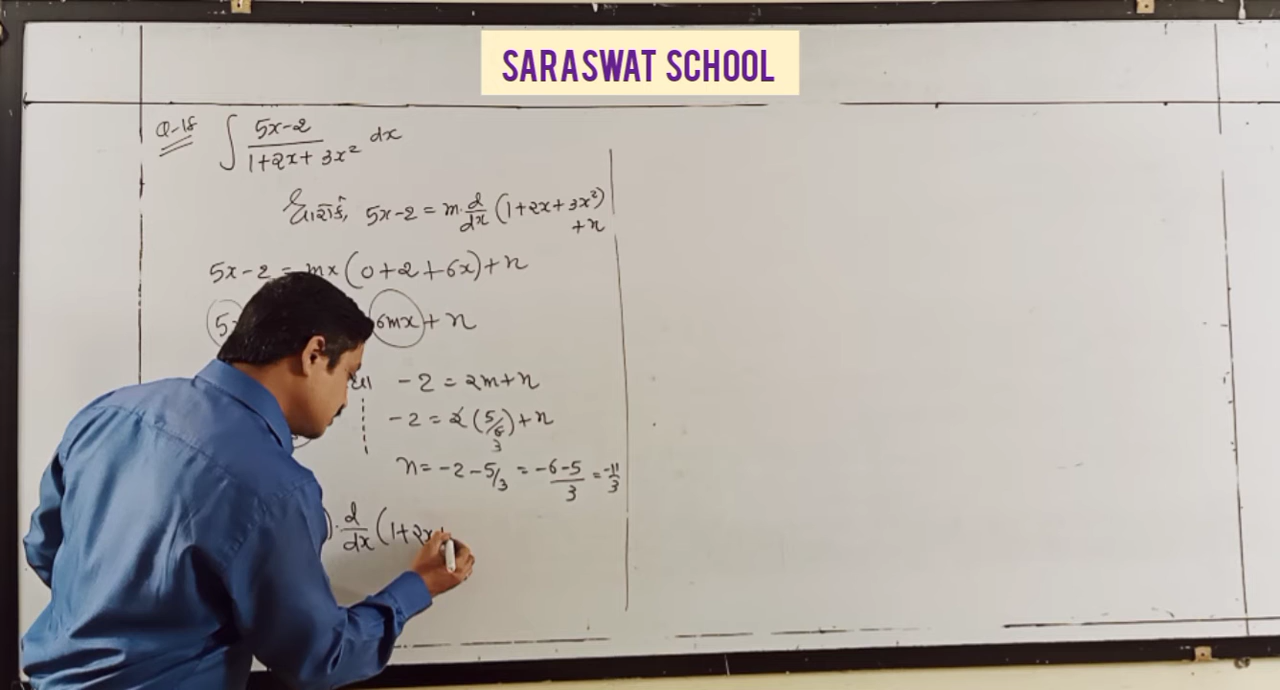 SARASWAT SCHOOL
Q-18 ∫ 5x-2 / 1+2x+3x² dx
ધારોકે, 5x-2 = m·d/dx (1+2x+3x²) +n
5x-2 = mx(0+2+6x)+n
6mx+n
-2 = 2m+n
-2 = 2(5/6)+n
3
n= -2-5/3 = -6-5/3 = -11/3
)·d/dx (1+2x